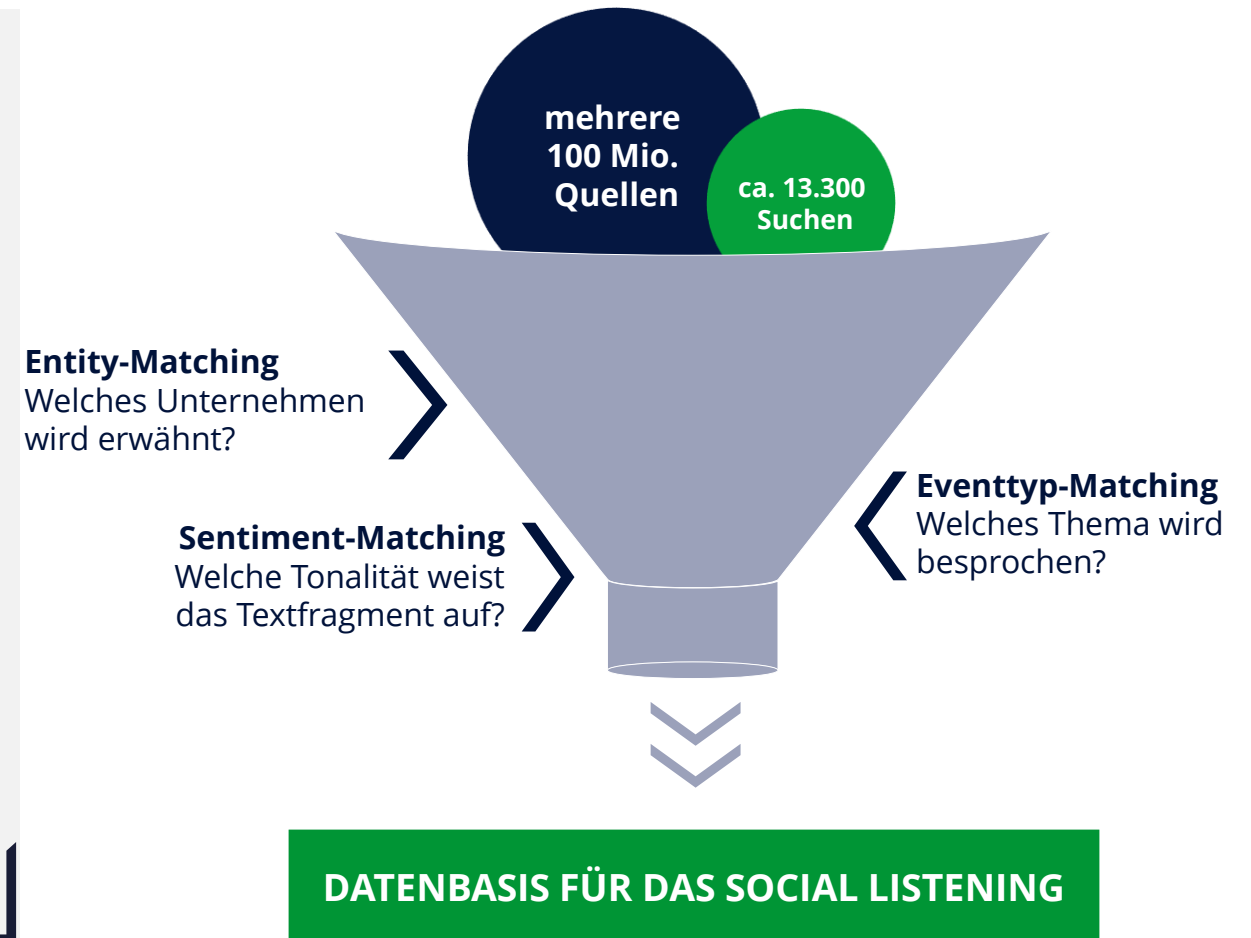 mehrere
100 Mio.
Quellen
ca. 13.300
Suchen
Entity-Matching
Welches Unternehmen
wird erwähnt?
Eventtyp-Matching
Welches Thema wird
besprochen?
Sentiment-Matching
Welche Tonalität weist
das Textfragment auf?
DATENBASIS FÜR DAS SOCIAL LISTENING